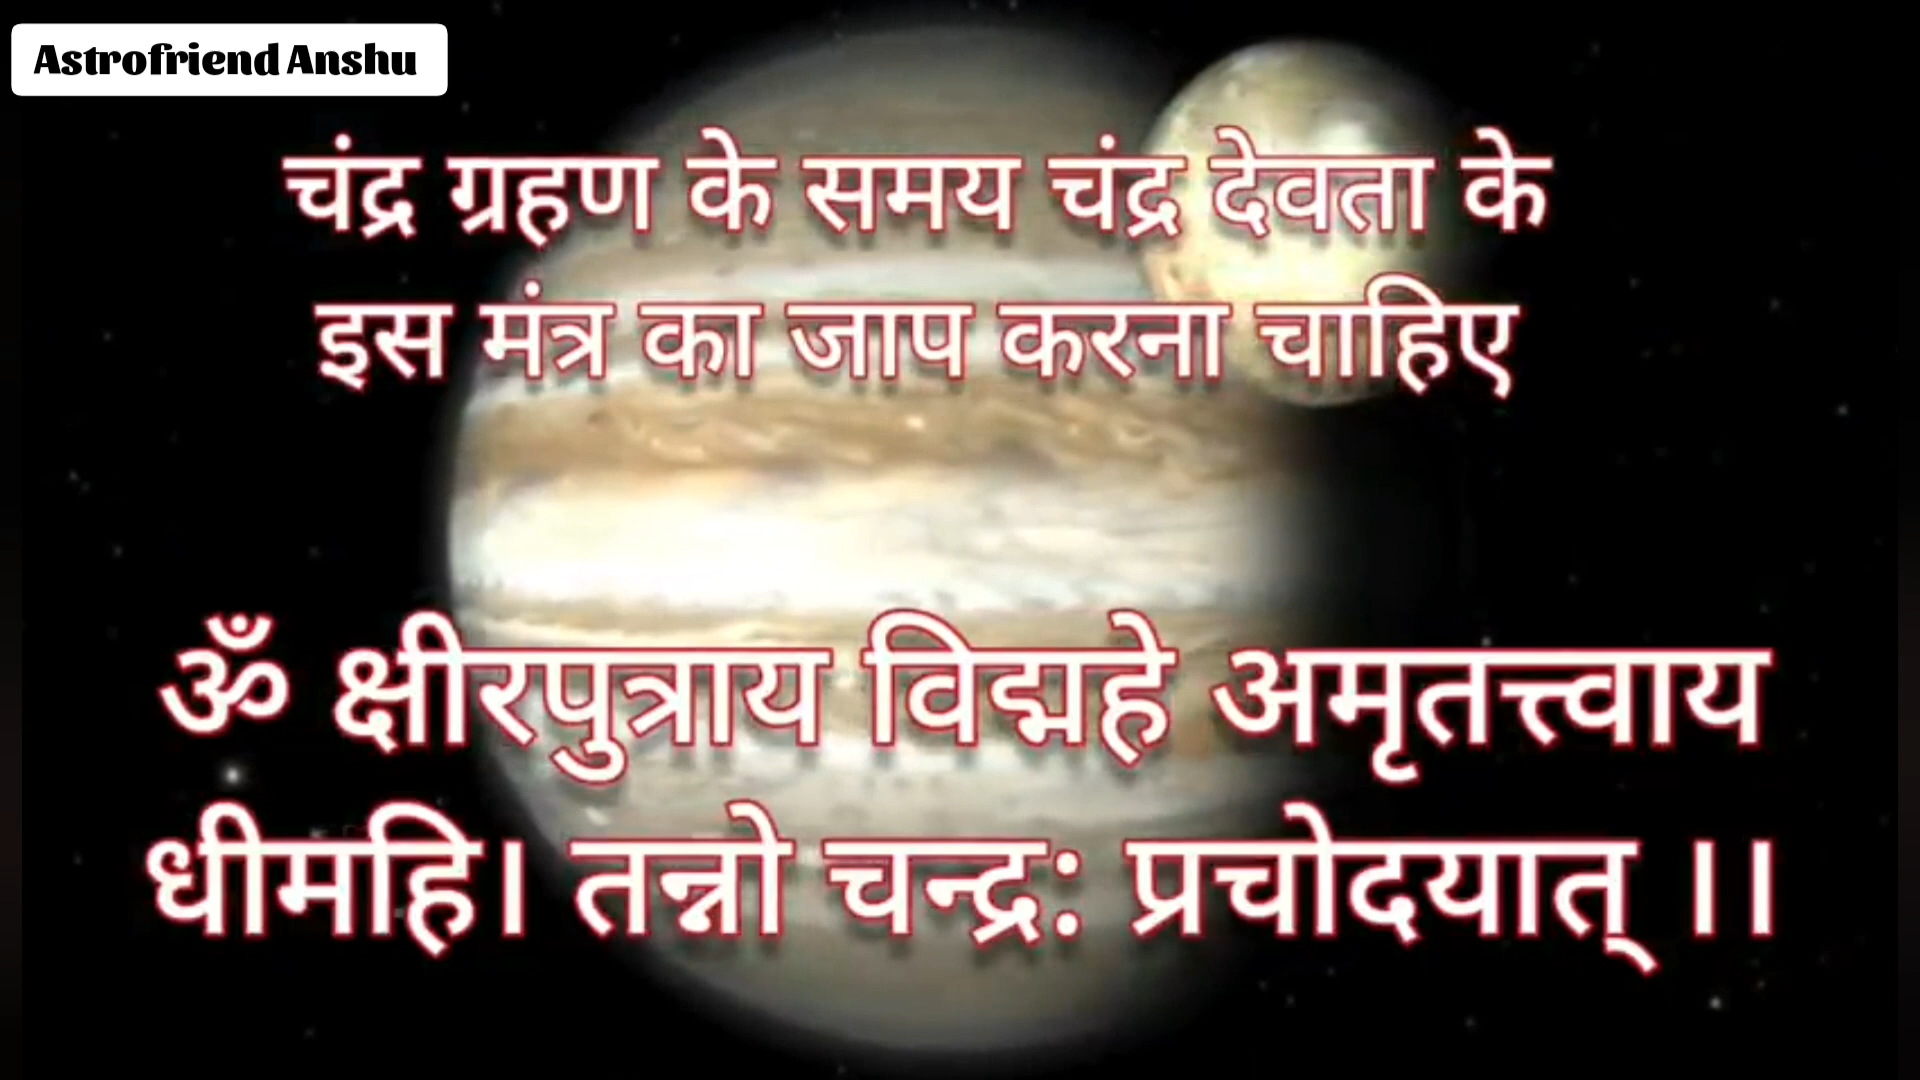 Astrofriend Anshu
चंद्र ग्रहण के समय चंद्र देवता के
इस मंत्र का जाप करना चाहिए
ॐ क्षीरपुत्राय विद्महे अमृतत्त्वाय
धीमहि। तन्नो चन्द्र: प्रचोदयात् ।।